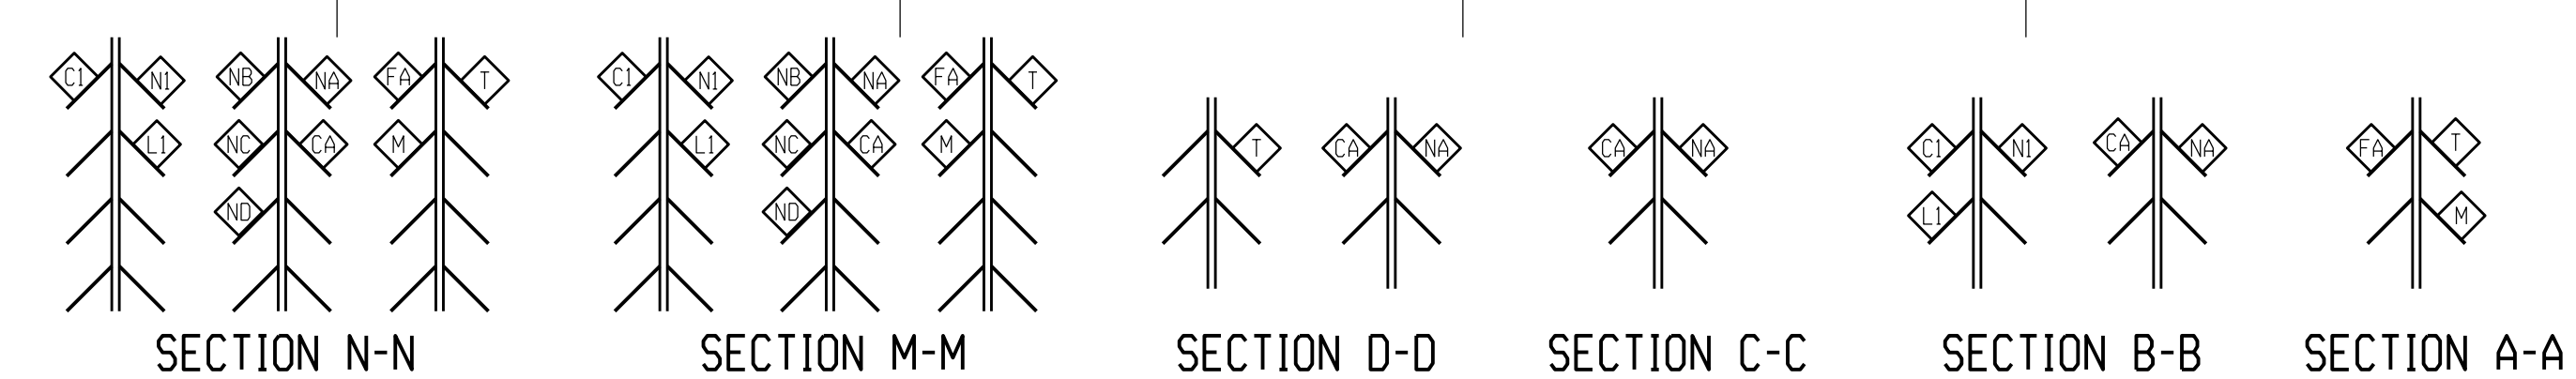 C1 N1 NB NA FA T C1 N1 NB NA FA T
L1 NC CA M L1 NC CA M T CA NA CA NA C1 N1 CA NA FA T
ND ND L1 M
SECTION N-N SECTION M-M SECTION D-D SECTION C-C SECTION B-B SECTION A-A